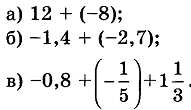 а) 12 + (−8);
б) −1,4 + (−2,7);
в) −0,8 + (−1/5) + 1 1/3.